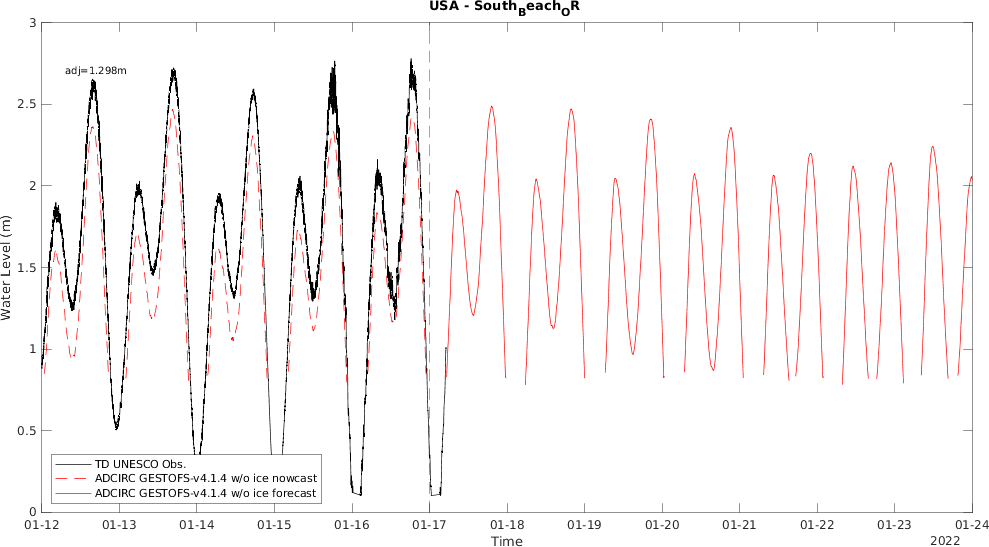 USA - SouthBeachOR
3
2.5
2
1.5
1
0.5
0
Water Level (m)
adj=1.298m
TD UNESCO Obs.
ADCIRC GESTOFS-v4.1.4 w/o ice nowcast
ADCIRC GESTOFS-v4.1.4 w/o ice forecast
01-12 01-13 01-14 01-15 01-16 01-17 01-18 01-19 01-20 01-21 01-22 01-23 01-24
Time
2022